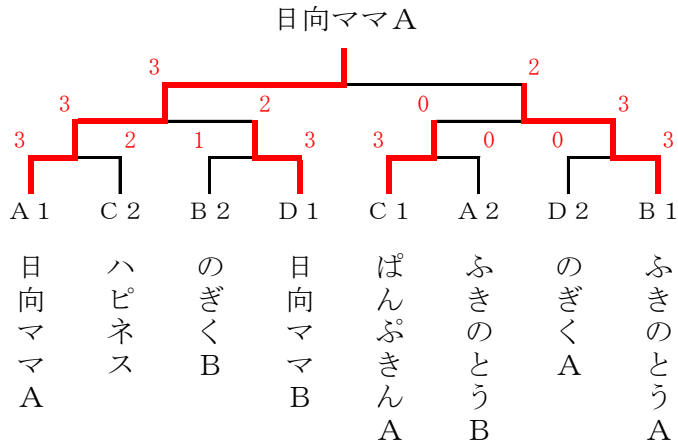 日向ママA
3 2
3 2 0 3
3 2 1 3 3 0 0 3
A1 C2 B2 D1 C1 A2 D2 B1
日向ママA
ハピネス
のぎくB
日向ママB
ぱんぷきんA
ふきのとうB
のぎくA
ふきのとうA